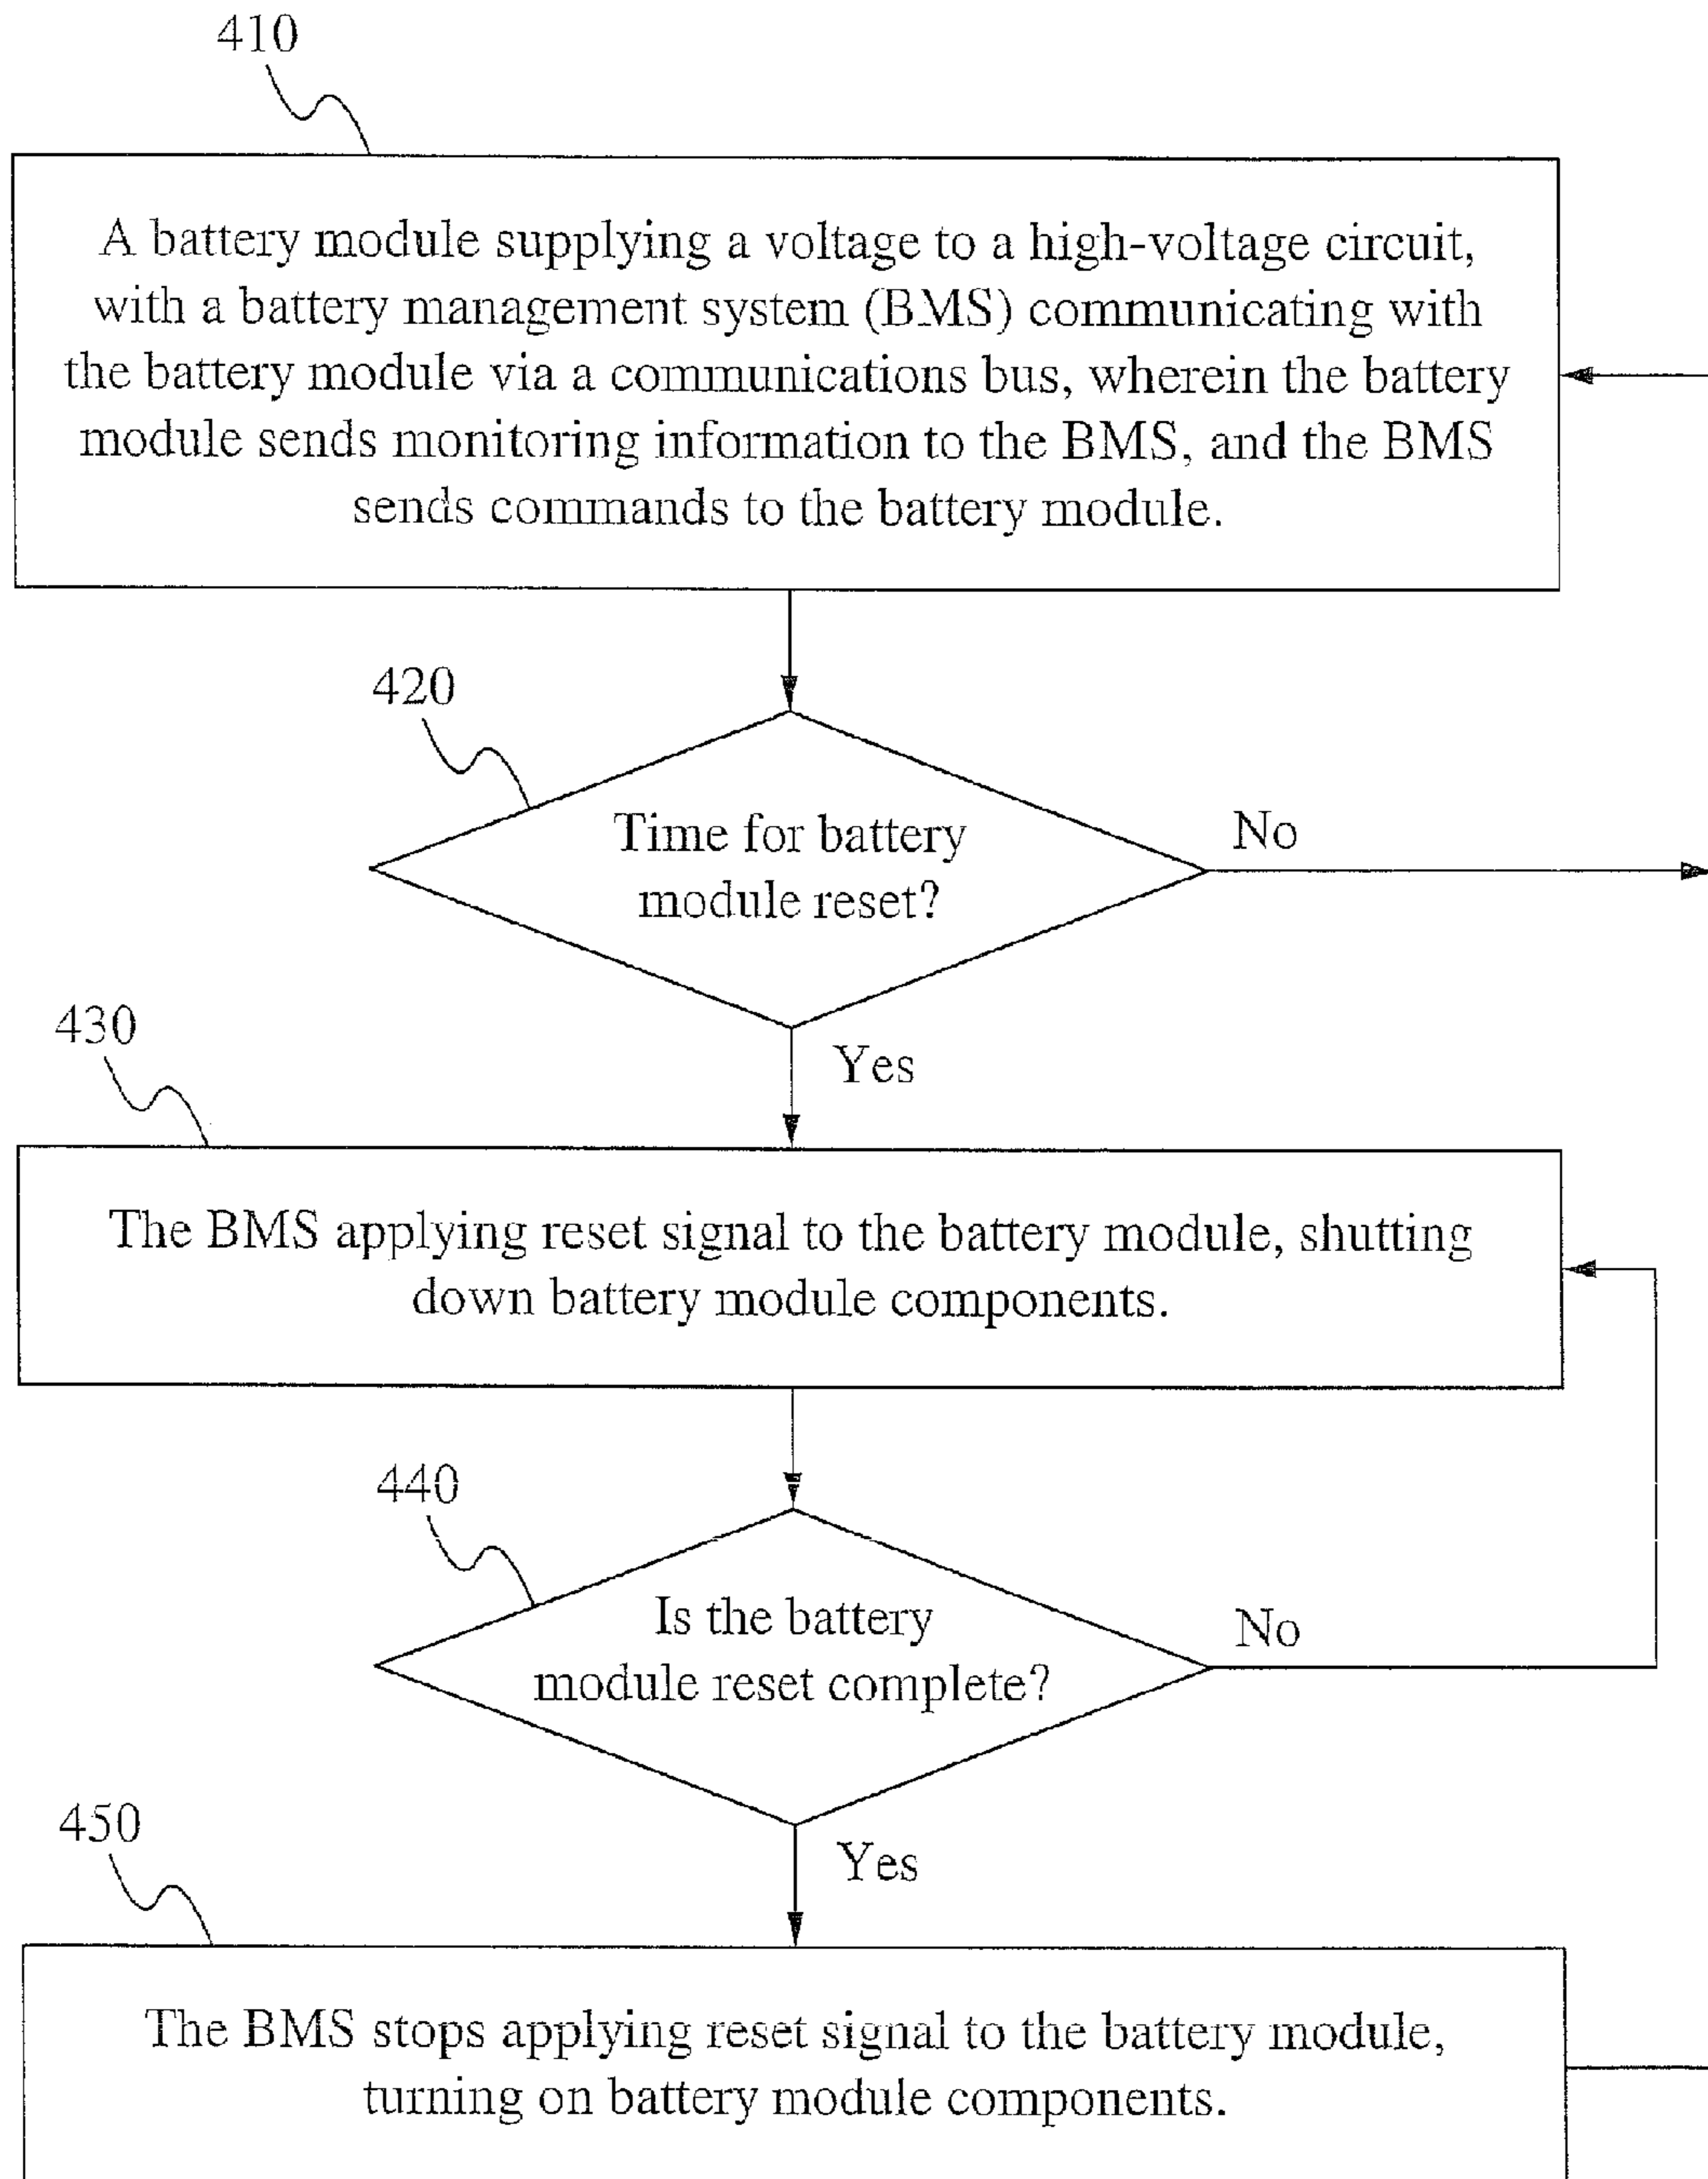 410
A battery module supplying a voltage to a high-voltage circuit,
with a battery management system (BMS) communicating with
the battery module via a communications bus, wherein the battery
module sends monitoring information to the BMS, and the BMS
sends commands to the battery module.
420
Time for battery
module reset?
No
Yes
430
The BMS applying reset signal to the battery module, shutting
down battery module components.
440
Is the battery
module reset complete?
No
Yes
450
The BMS stops applying reset signal to the battery module,
turning on battery module components.